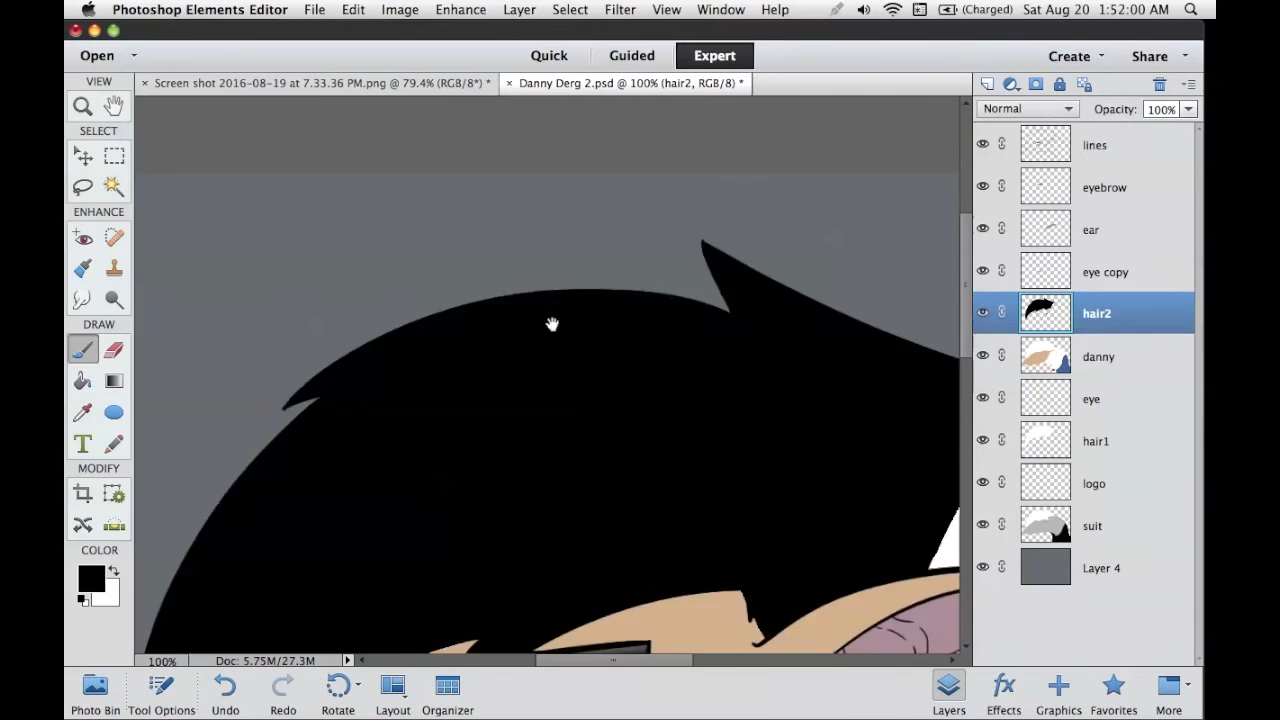 Photoshop Elements Editor File Edit Image Enhance Layer Select Filter View Window Help (Charged) Sat Aug 20 1:52:00 AM
Open Quick Guided Expert Create Share
VIEW
× Screen shot 2016-08-19 at 7.33.36 PM.png @ 79.4% (RGB/8*) *
× Danny Derg 2.psd @ 100% (hair2, RGB/8) *
SELECT
ENHANCE
DRAW
T
MODIFY
COLOR
Normal Opacity: 100%
lines
eyebrow
ear
eye copy
hair2
danny
eye
hair1
logo
suit
Layer 4
100% Doc: 5.75M/27.3M
Photo Bin Tool Options Undo Redo Rotate Layout Organizer Layers fx Effects Graphics Favorites More